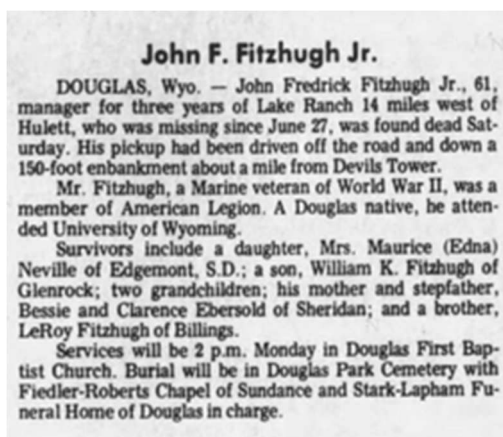 John F. Fitzhugh Jr.
DOUGLAS, Wyo. — John Fredrick Fitzhugh Jr., 61,
manager for three years of Lake Ranch 14 miles west of
Hulett, who was missing since June 27, was found dead Sat-
urday. His pickup had been driven off the road and down a
150-foot enbankment about a mile from Devils Tower.
Mr. Fitzhugh, a Marine veteran of World War II, was a
member of American Legion. A Douglas native, he atten-
ded University of Wyoming.
Survivors include a daughter, Mrs. Maurice (Edna)
Neville of Edgemont, S.D.; a son, William K. Fitzhugh of
Glenrock; two grandchildren; his mother and stepfather,
Bessie and Clarence Ebersold of Sheridan; and a brother,
LeRoy Fitzhugh of Billings.
Services will be 2 p.m. Monday in Douglas First Bap-
tist Church. Burial will be in Douglas Park Cemetery with
Fiedler-Roberts Chapel of Sundance and Stark-Lapham Fu-
neral Home of Douglas in charge.